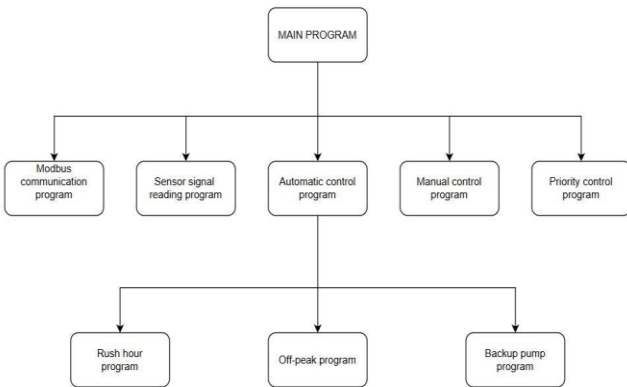 MAIN PROGRAM
Modbus
communication
program
Sensor signal
reading program
Automatic control
program
Manual control
program
Priority control
program
Rush hour
program
Off-peak program
Backup pump
program